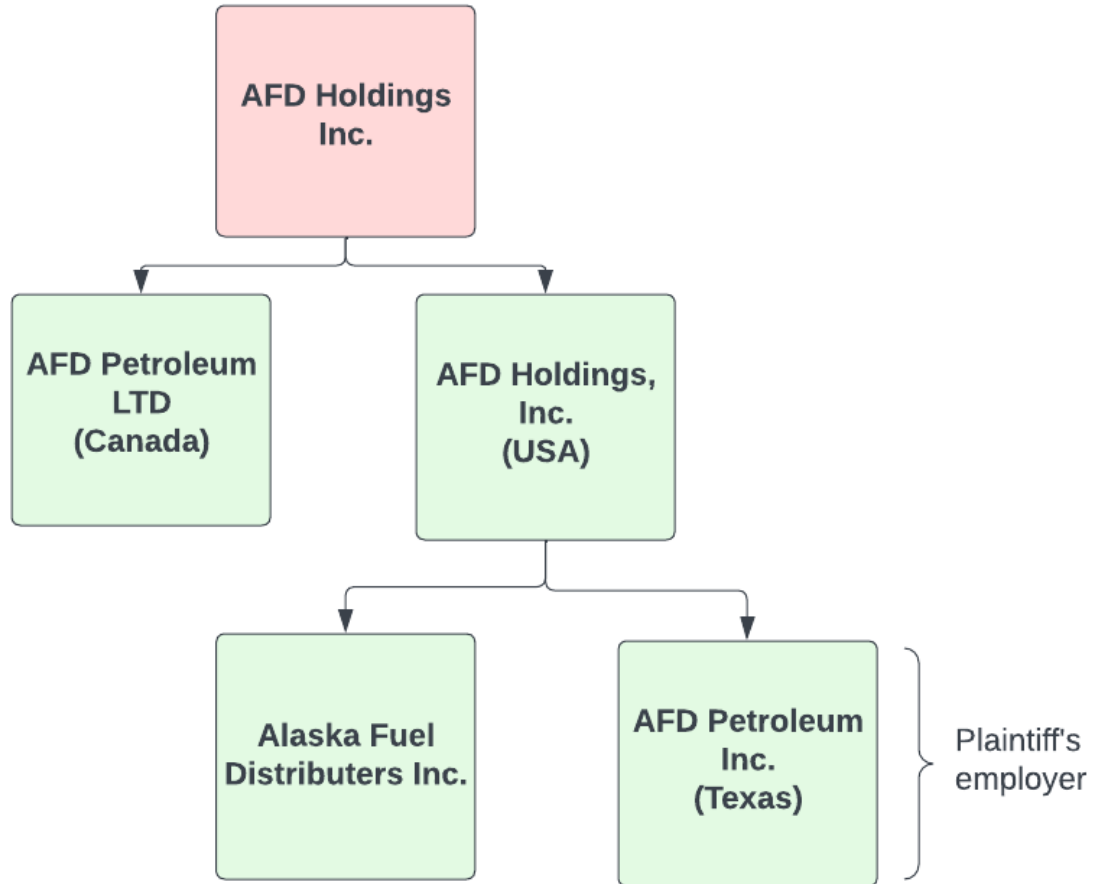 AFD Holdings
Inc.
AFD Petroleum
LTD
(Canada)
AFD Holdings,
Inc.
(USA)
Alaska Fuel
Distributers Inc.
AFD Petroleum
Inc.
(Texas)
Plaintiff's
employer